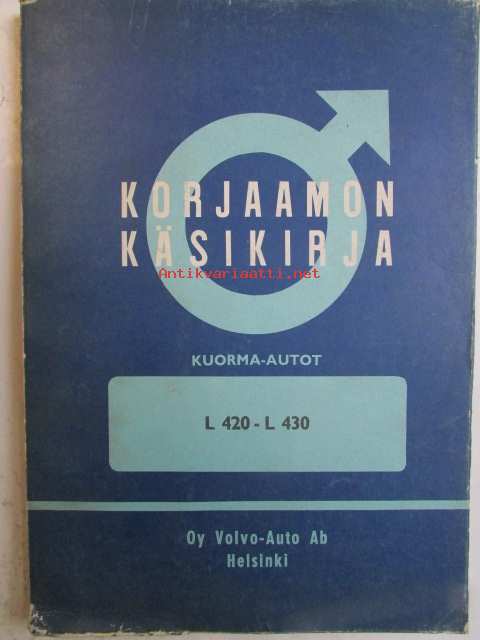 KORJAAMON
KÄSIKIRJA
Antikvariaatti.net
KUORMA-AUTOT
L 420 - L 430
Oy Volvo-Auto Ab
Helsinki